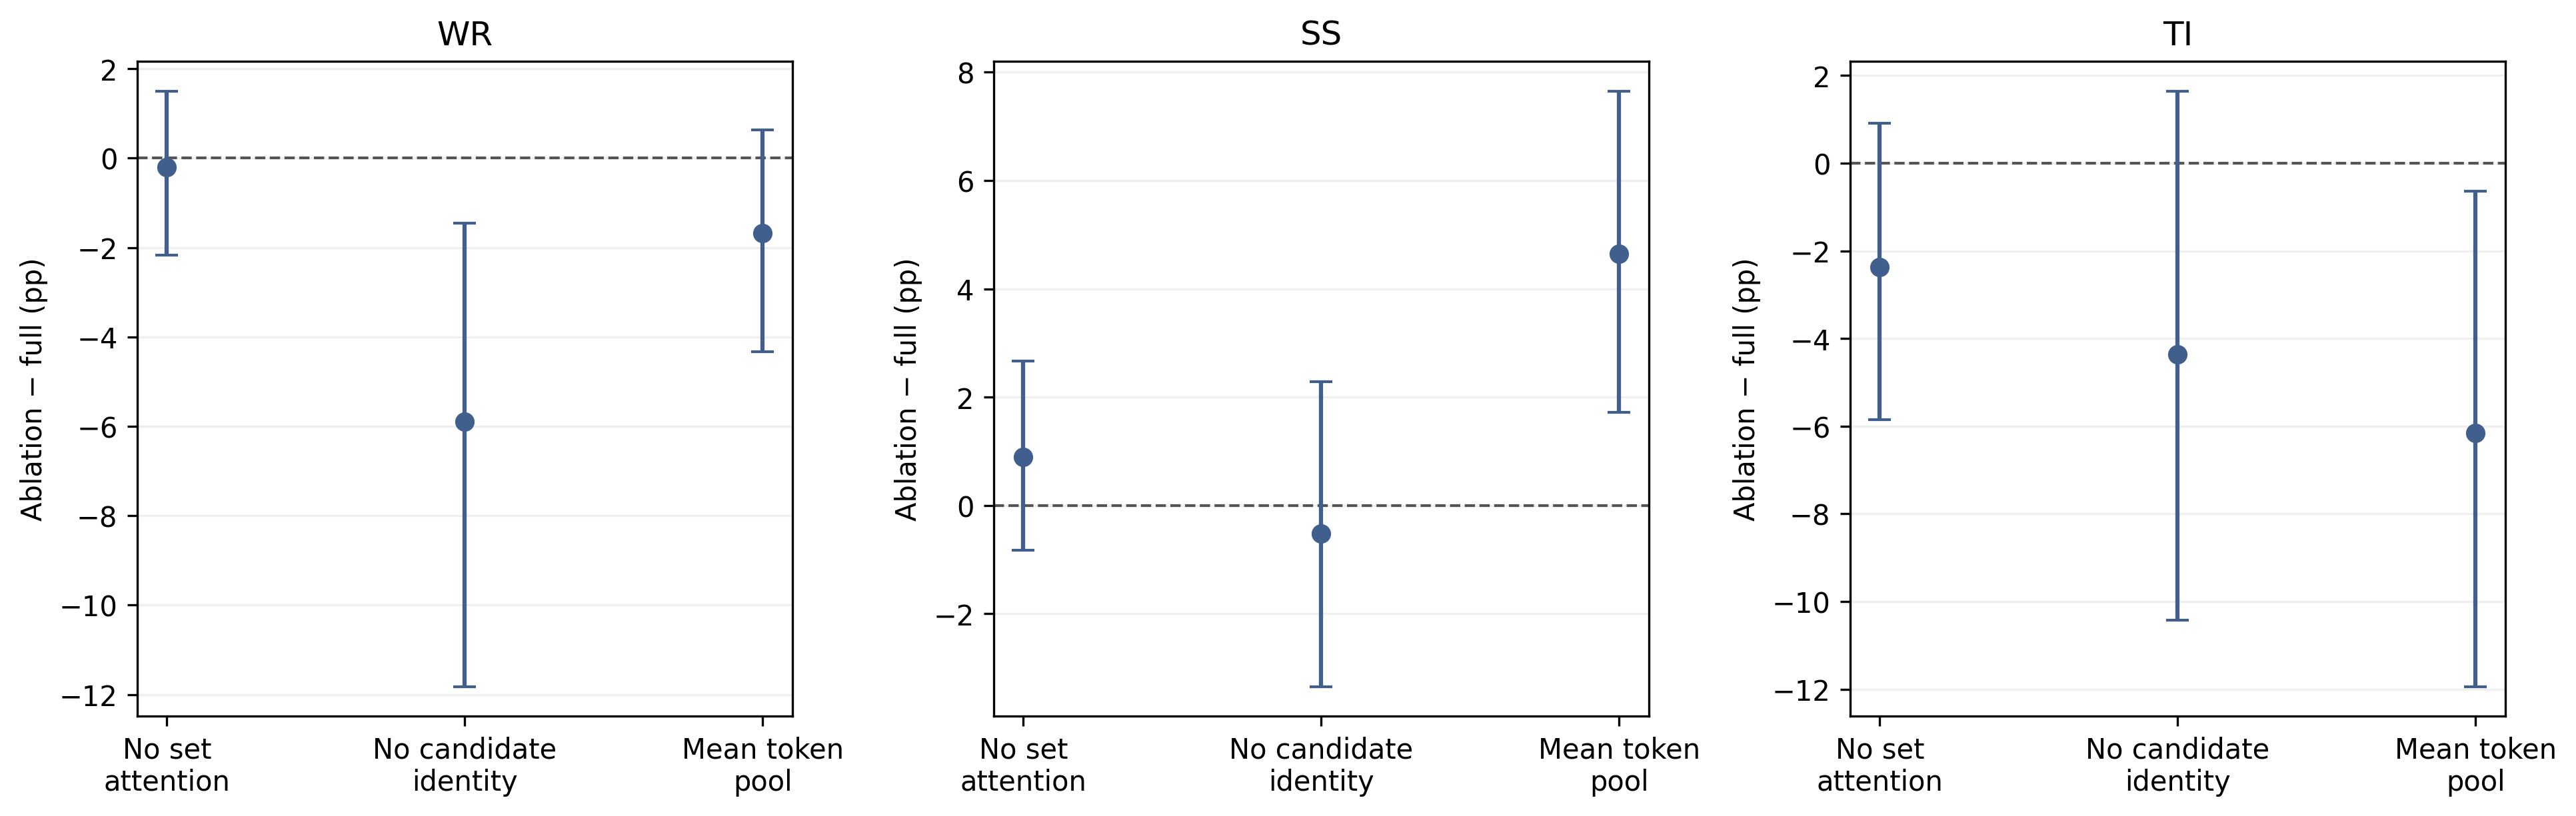 WR
Ablation − full (pp)
2
0
−2
−4
−6
−8
−10
−12
No set
attention
No candidate
identity
Mean token
pool
SS
Ablation − full (pp)
8
6
4
2
0
−2
No set
attention
No candidate
identity
Mean token
pool
TI
Ablation − full (pp)
2
0
−2
−4
−6
−8
−10
−12
No set
attention
No candidate
identity
Mean token
pool